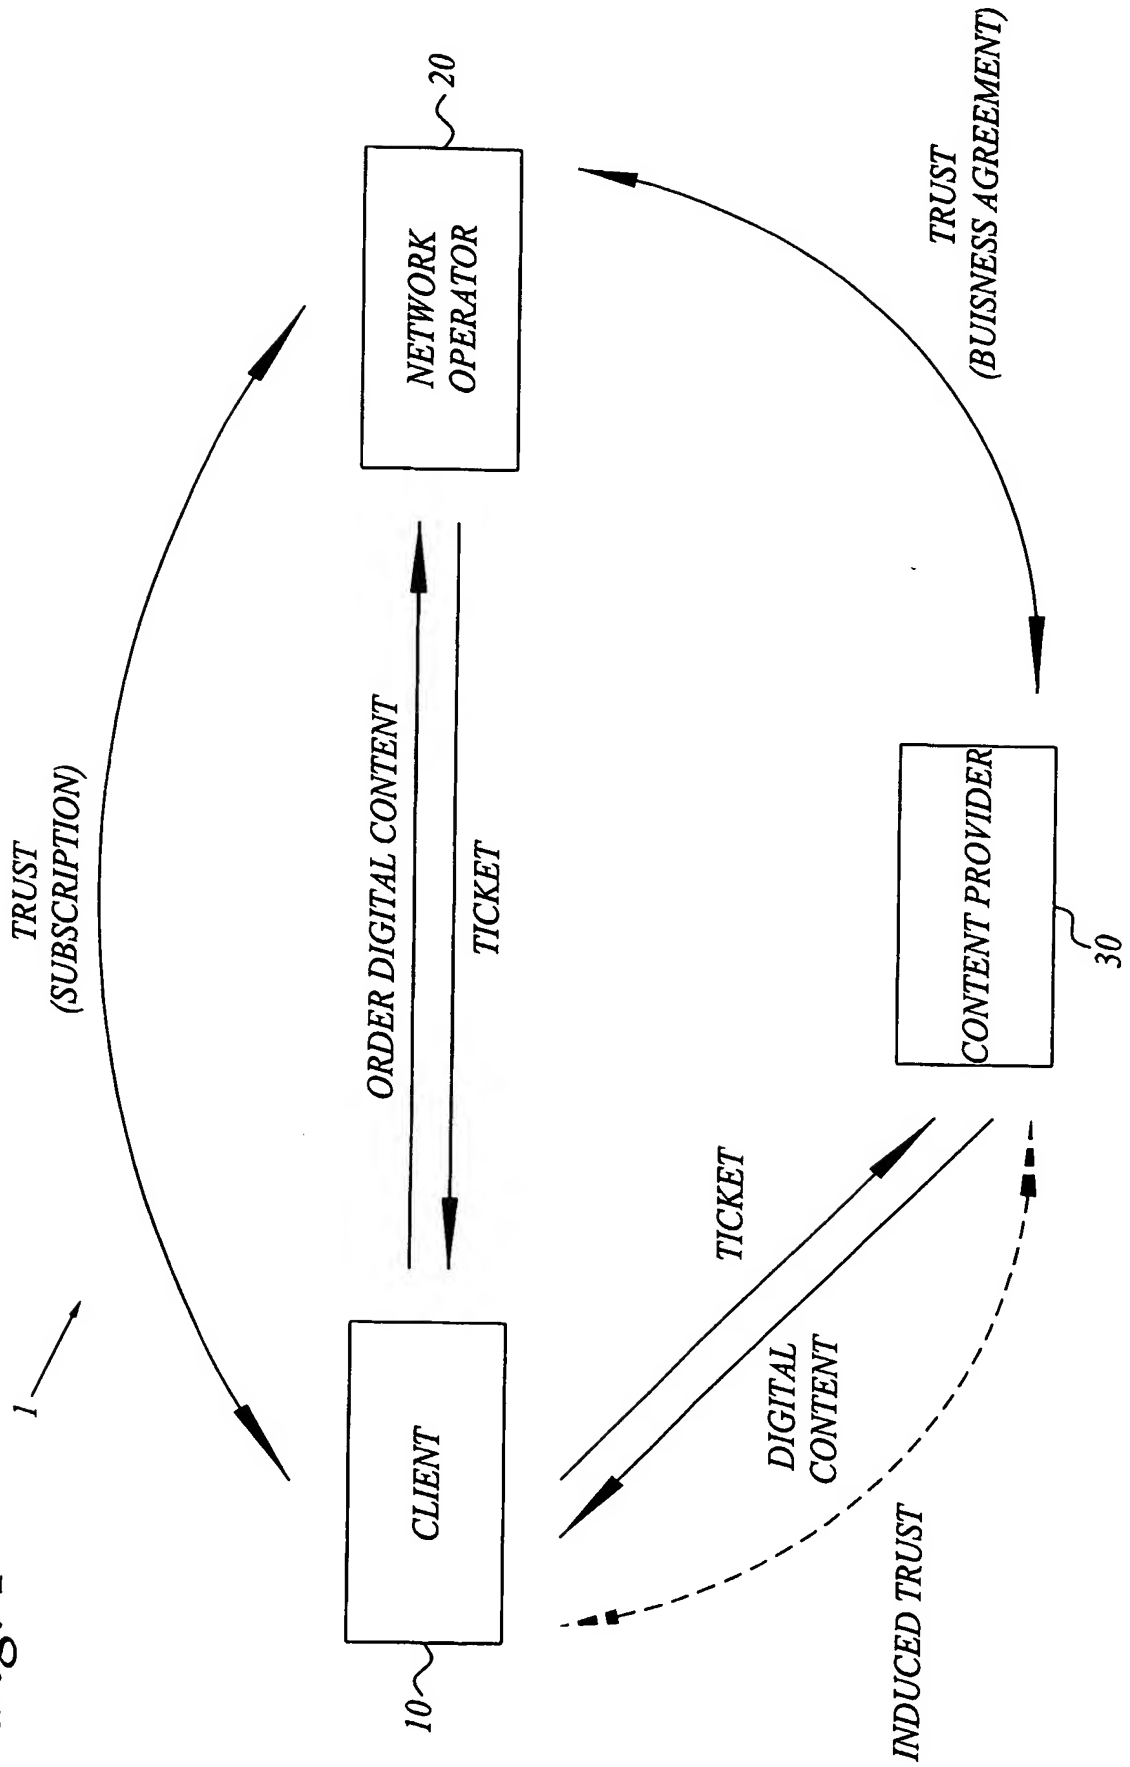 1
TRUST
(SUBSCRIPTION)
ORDER DIGITAL CONTENT
TICKET
10
CLIENT
NETWORK
OPERATOR
20
TICKET
DIGITAL
CONTENT
INDUCED TRUST
CONTENT PROVIDER
30
TRUST
(BUISNESS AGREEMENT)